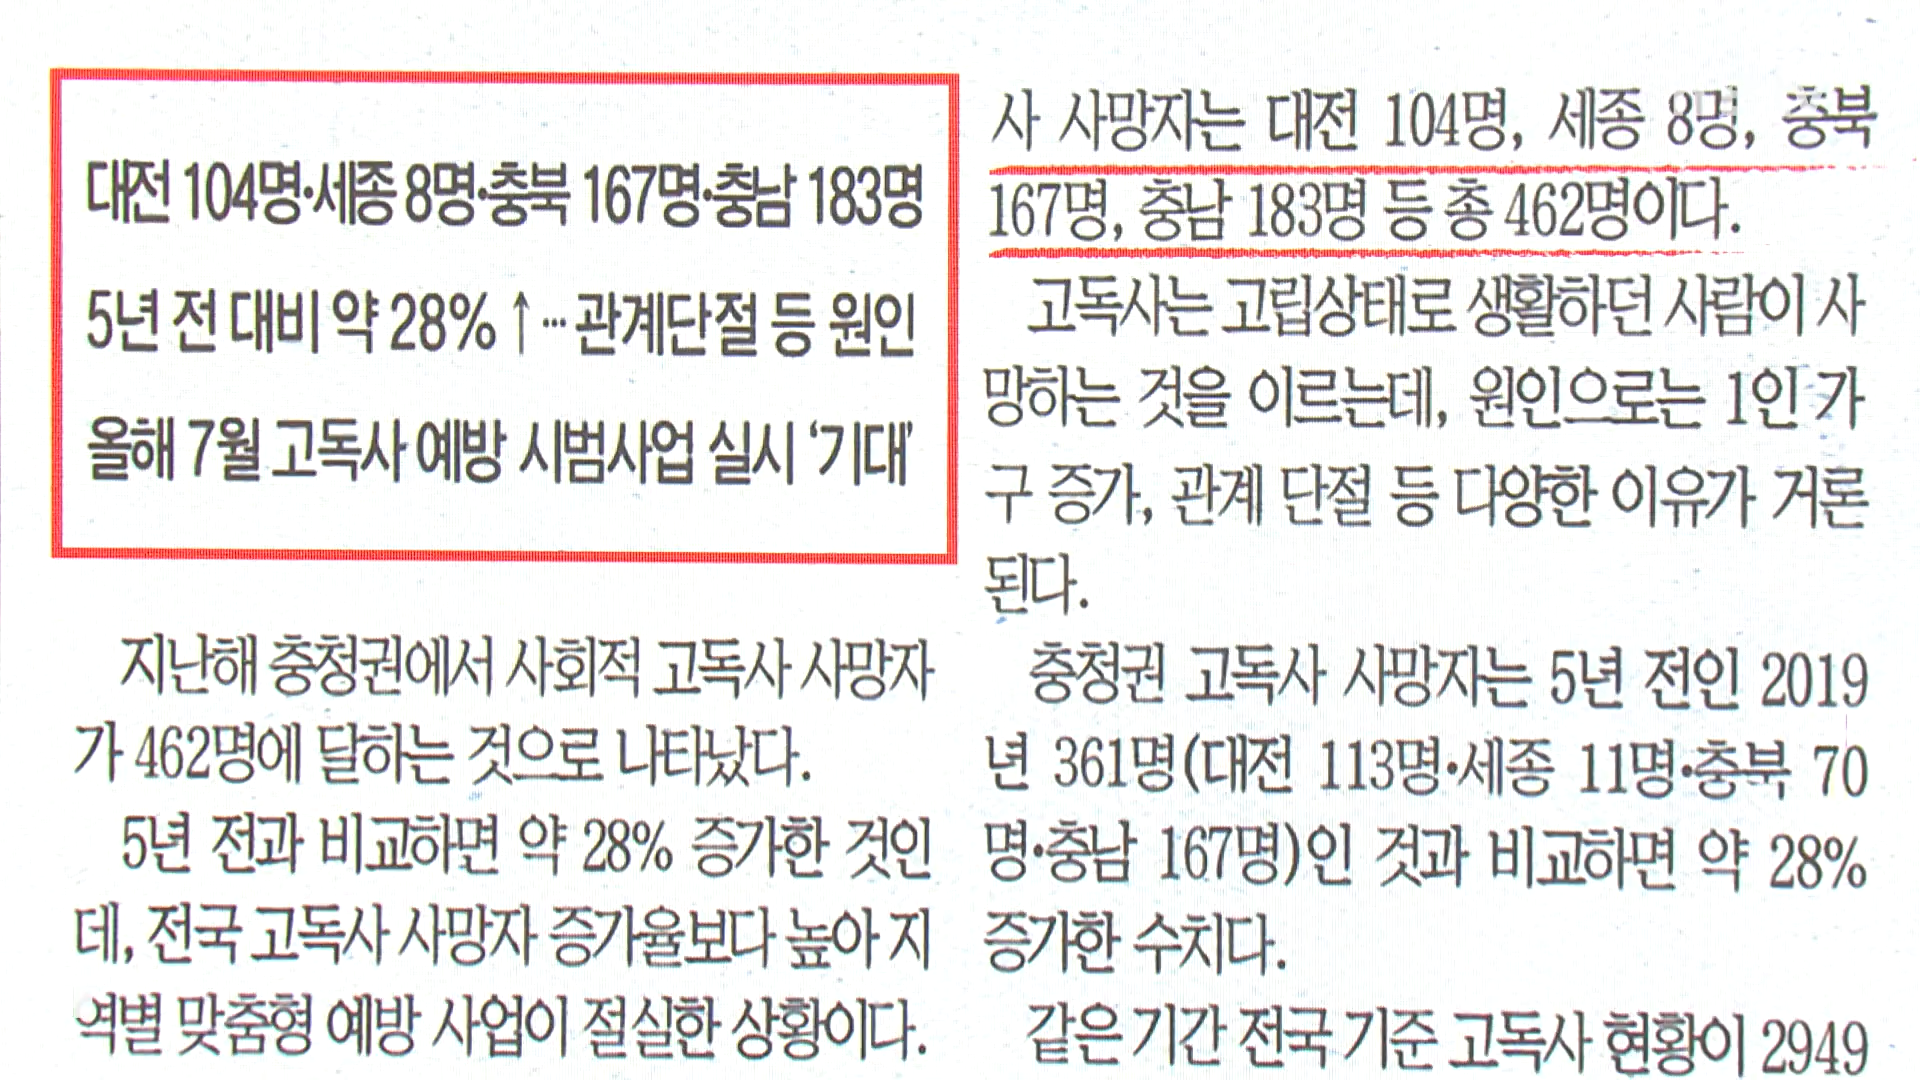 대전 104명·세종 8명·충북 167명·충남 183명
5년 전 대비 약 28%↑…관계단절 등 원인
올해 7월 고독사 예방 시범사업 실시 ‘기대’
지난해 충청권에서 사회적 고독사 사망자
가 462명에 달하는 것으로 나타났다.
5년 전과 비교하면 약 28% 증가한 것인
데, 전국 고독사 사망자 증가율보다 높아 지
역별 맞춤형 예방 사업이 절실한 상황이다.
사 사망자는 대전 104명, 세종 8명, 충북
167명, 충남 183명 등 총 462명이다.
고독사는 고립상태로 생활하던 사람이 사
망하는 것을 이르는데, 원인으로는 1인 가
구 증가, 관계 단절 등 다양한 이유가 거론
된다.
충청권 고독사 사망자는 5년 전인 2019
년 361명(대전 113명·세종 11명·충북 70
명·충남 167명)인 것과 비교하면 약 28%
증가한 수치다.
같은 기간 전국 기준 고독사 현황이 2949